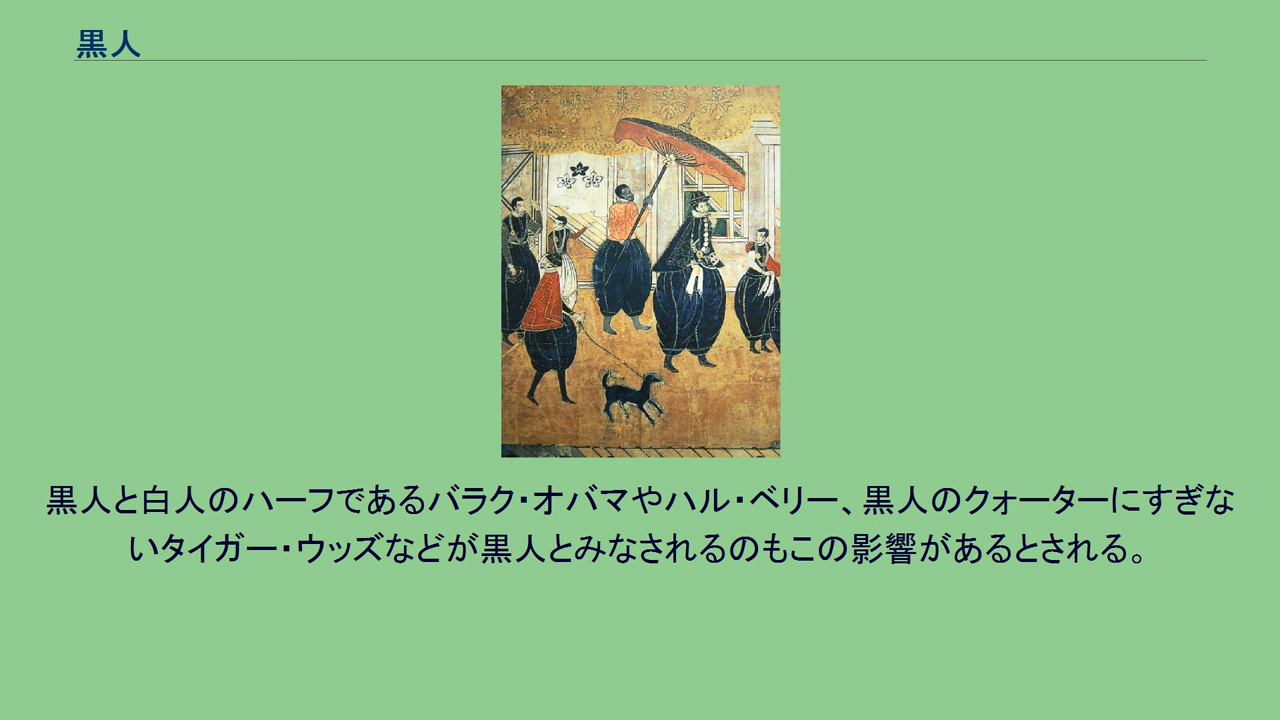 黒人
黒人と白人のハーフであるバラク・オバマやハル・ベリー、黒人のクォーターにすぎな
いタイガー・ウッズなどが黒人とみなされるのもこの影響があるとされる。